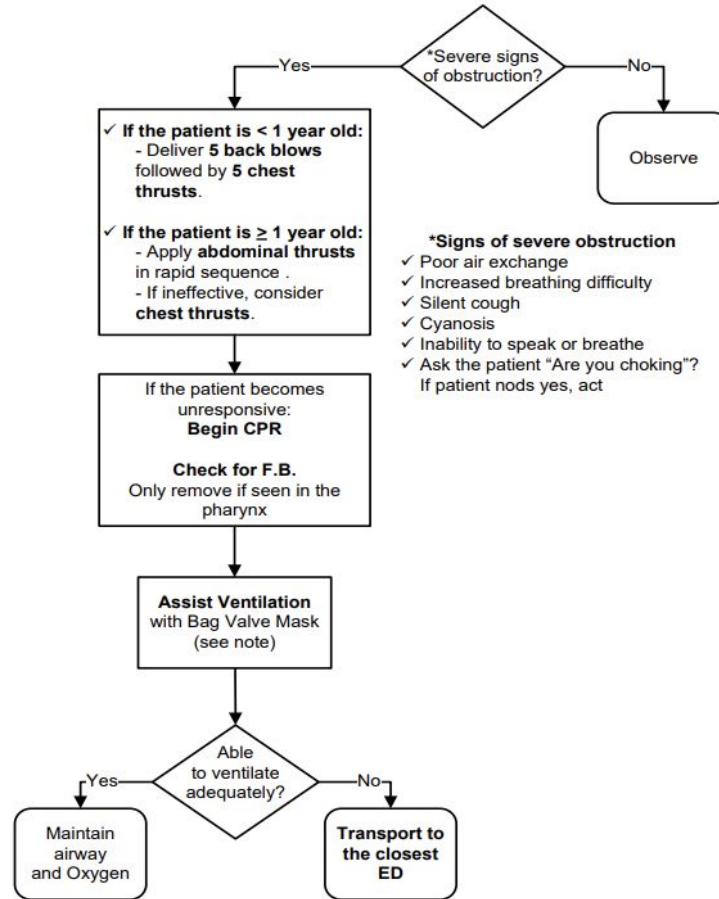 *Severe signs
of obstruction?
Yes
No
✓ If the patient is < 1 year old:
- Deliver 5 back blows
followed by 5 chest
thrusts.
✓ If the patient is ≥ 1 year old:
- Apply abdominal thrusts
in rapid sequence .
- If ineffective, consider
chest thrusts.
Observe
*Signs of severe obstruction
✓ Poor air exchange
✓ Increased breathing difficulty
✓ Silent cough
✓ Cyanosis
✓ Inability to speak or breathe
✓ Ask the patient “Are you choking”?
If patient nods yes, act
If the patient becomes
unresponsive:
Begin CPR
Check for F.B.
Only remove if seen in the
pharynx
Assist Ventilation
with Bag Valve Mask
(see note)
Able
to ventilate
adequately?
Yes
No
Maintain
airway
and Oxygen
Transport to
the closest
ED